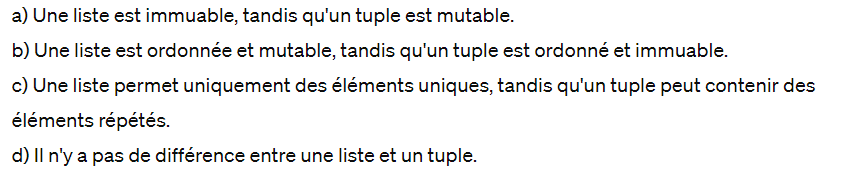 a) Une liste est immuable, tandis qu'un tuple est mutable.
b) Une liste est ordonnée et mutable, tandis qu'un tuple est ordonné et immuable.
c) Une liste permet uniquement des éléments uniques, tandis qu'un tuple peut contenir des
éléments répétés.
d) Il n'y a pas de différence entre une liste et un tuple.